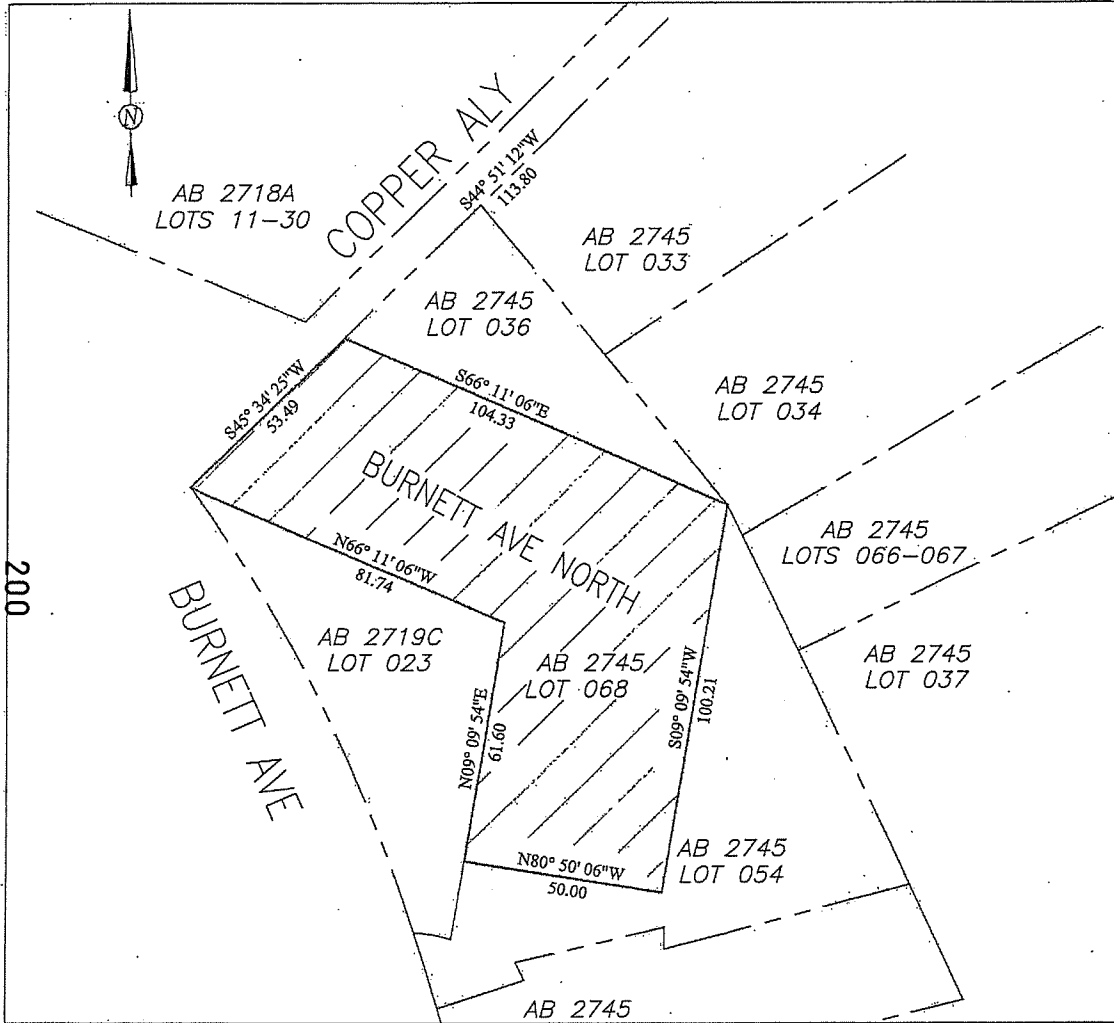 N
COPPER ALY
S44° 51' 12"W
113.80
AB 2718A
LOTS 11-30
AB 2745
LOT 033
AB 2745
LOT 036
S45° 34' 25"W
53.49
S66° 11' 06"E
104.33
AB 2745
LOT 034
BURNETT AVE NORTH
AB 2745
LOTS 066-067
N66° 11' 06"W
81.74
200
BURNETT AVE
AB 2719C
LOT 023
AB 2745
LOT 068
S09° 09' 54"W
100.21
AB 2745
LOT 037
N09° 09' 54"E
61.60
N80° 50' 06"W
50.00
AB 2745
LOT 054
AB 2745